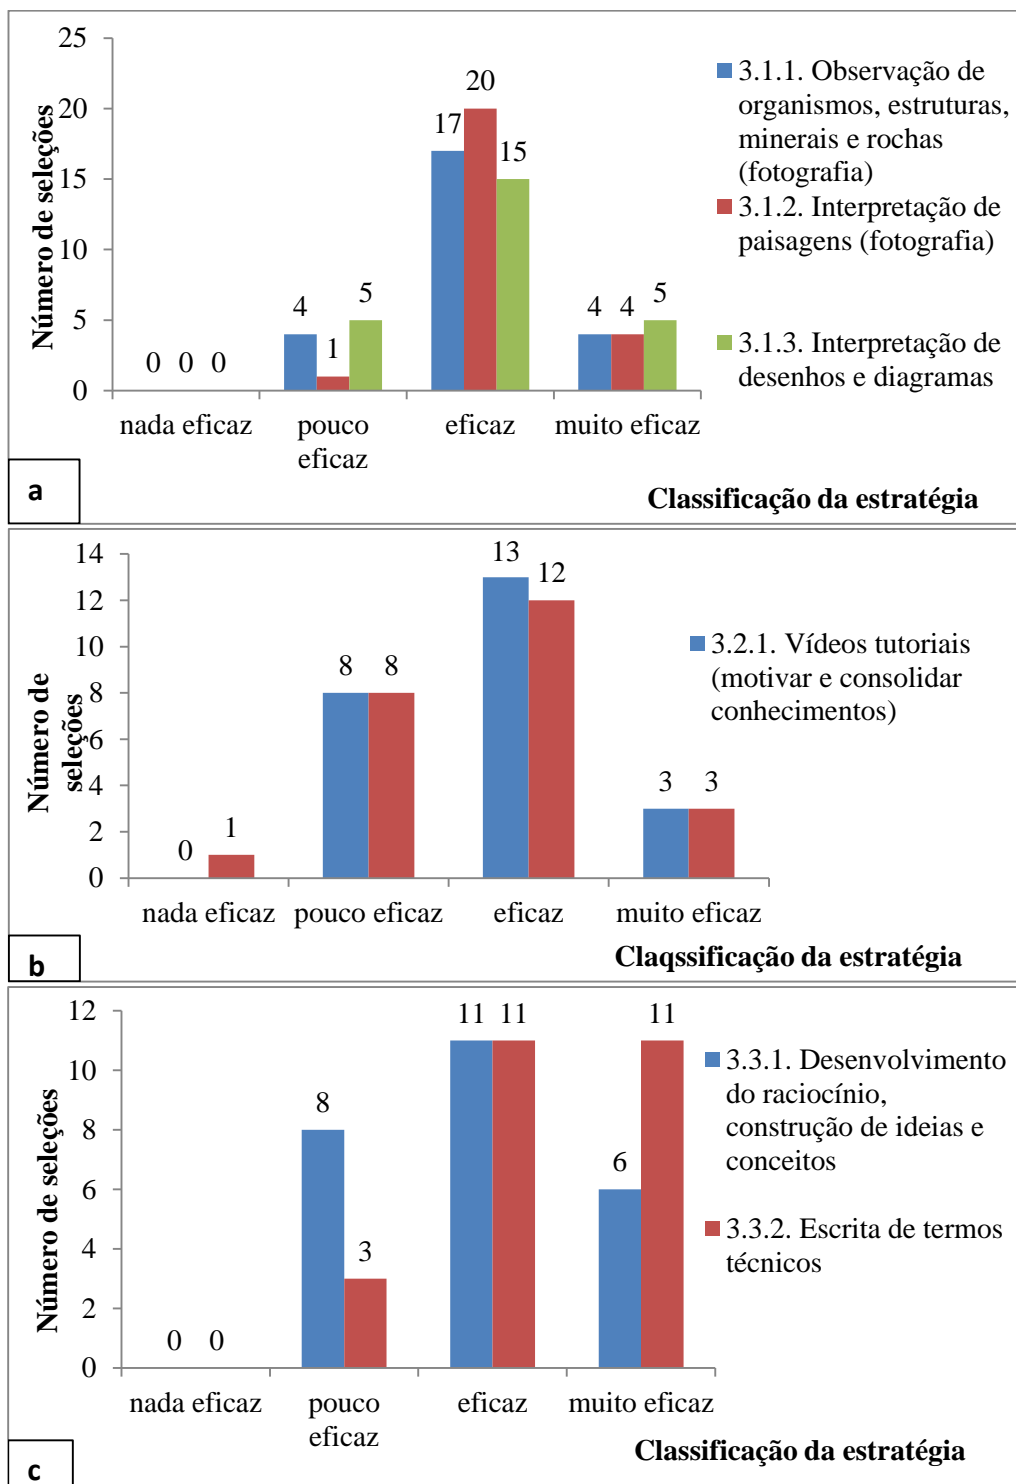 25
20
15
10
5
0
Número de seleções
0 0 0
4 1 5
17 20 15
4 4 5
nada eficaz
pouco
eficaz
eficaz
muito eficaz
3.1.1. Observação de
organismos, estruturas,
minerais e rochas
(fotografia)
3.1.2. Interpretação de
paisagens (fotografia)
3.1.3. Interpretação de
desenhos e diagramas
Classificação da estratégia
a
14
12
10
8
6
4
2
0
Número de
seleções
0 1
8 8
13 12
3 3
nada eficaz
pouco eficaz
eficaz
muito eficaz
3.2.1. Vídeos tutoriais
(motivar e consolidar
conhecimentos)
Claqssificação da estratégia
b
12
10
8
6
4
2
0
Número de seleções
0 0
8 3
11 11
6 11
nada eficaz
pouco
eficaz
eficaz
muito eficaz
3.3.1. Desenvolvimento
do raciocínio,
construção de ideias e
conceitos
3.3.2. Escrita de termos
técnicos
Classificação da estratégia
c